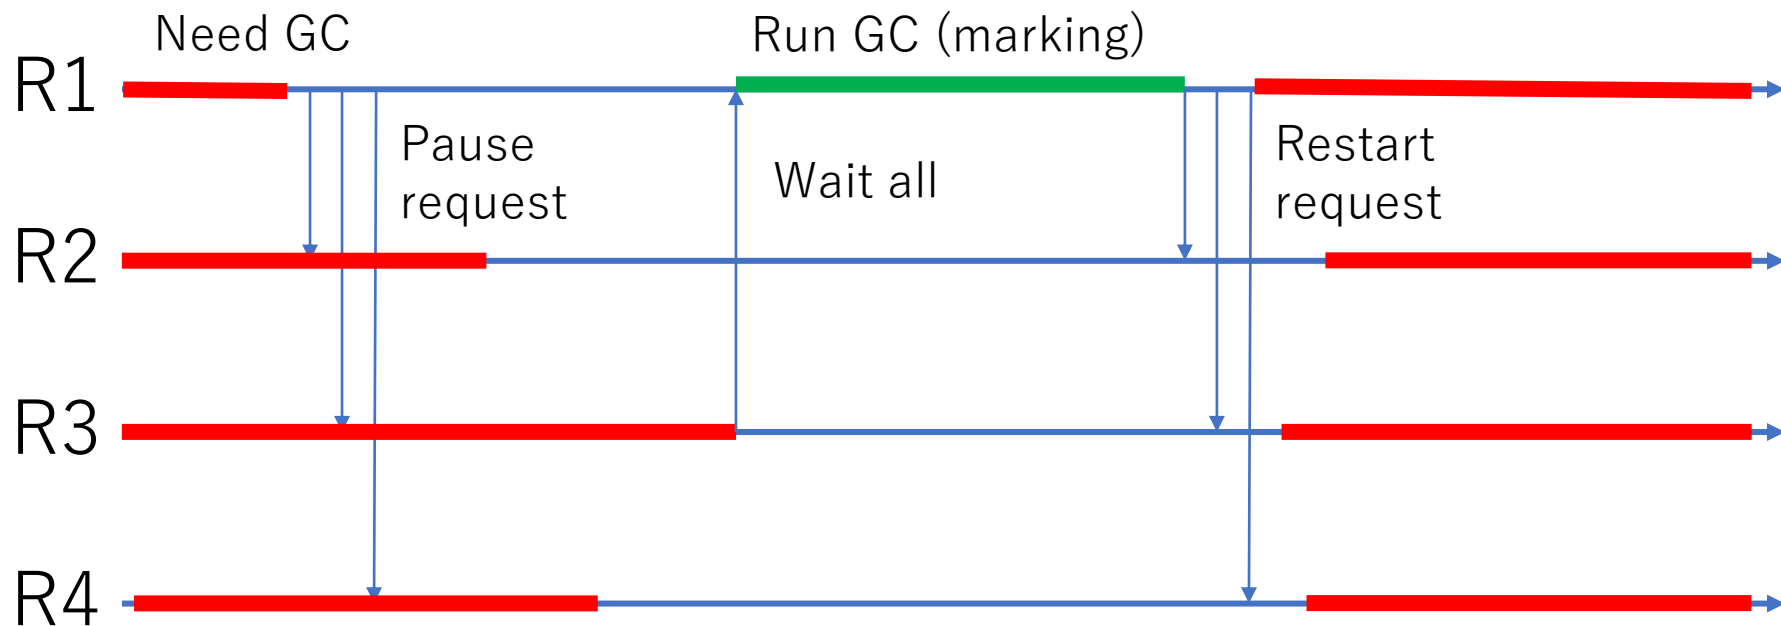 Need GC
Run GC (marking)
R1
Pause
request
Wait all
Restart
request
R2
R3
R4